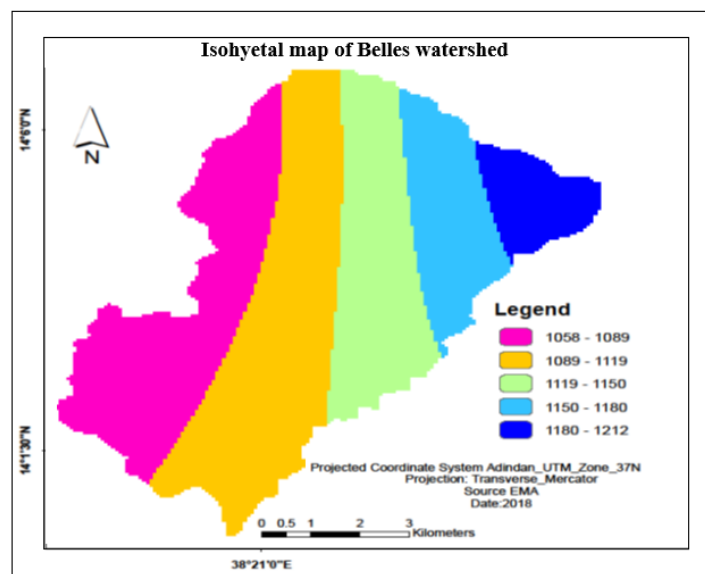 Isohyetal map of Belles watershed
14°6'0"N
N
Legend
1058 - 1089
1089 - 1119
1119 - 1150
1150 - 1180
1180 - 1212
14°1'30"N
Projected Coordinate System Adindan_UTM_Zone_37N
Projection: Transverse_Mercator
Source EMA
Date:2018
0 0.5 1 2 3
Kilometers
38°21'0"E